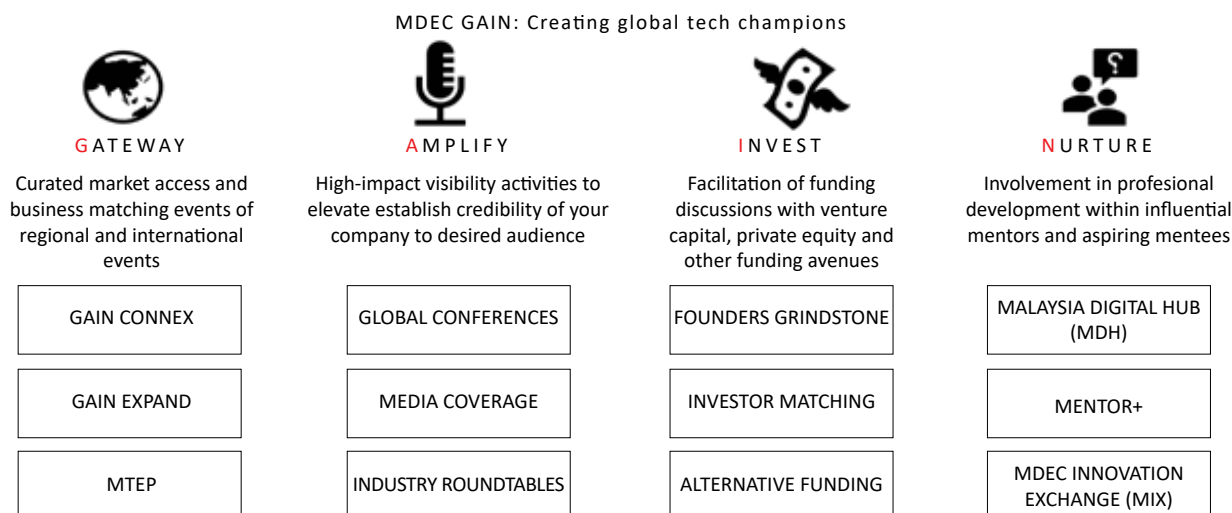 MDEC GAIN: Creating global tech champions
?
GATEWAY
Curated market access and
business matching events of
regional and international
events
GAIN CONNEX
GAIN EXPAND
MTEP
AMPLIFY
High-impact visibility activities to
elevate establish credibility of your
company to desired audience
GLOBAL CONFERENCES
MEDIA COVERAGE
INDUSTRY ROUNDTABLES
INVEST
Facilitation of funding
discussions with venture
capital, private equity and
other funding avenues
FOUNDERS GRINDSTONE
INVESTOR MATCHING
ALTERNATIVE FUNDING
NURTURE
Involvement in profesional
development within influential
mentors and aspiring mentees
MALAYSIA DIGITAL HUB
(MDH)
MENTOR+
MDEC INNOVATION
EXCHANGE (MIX)